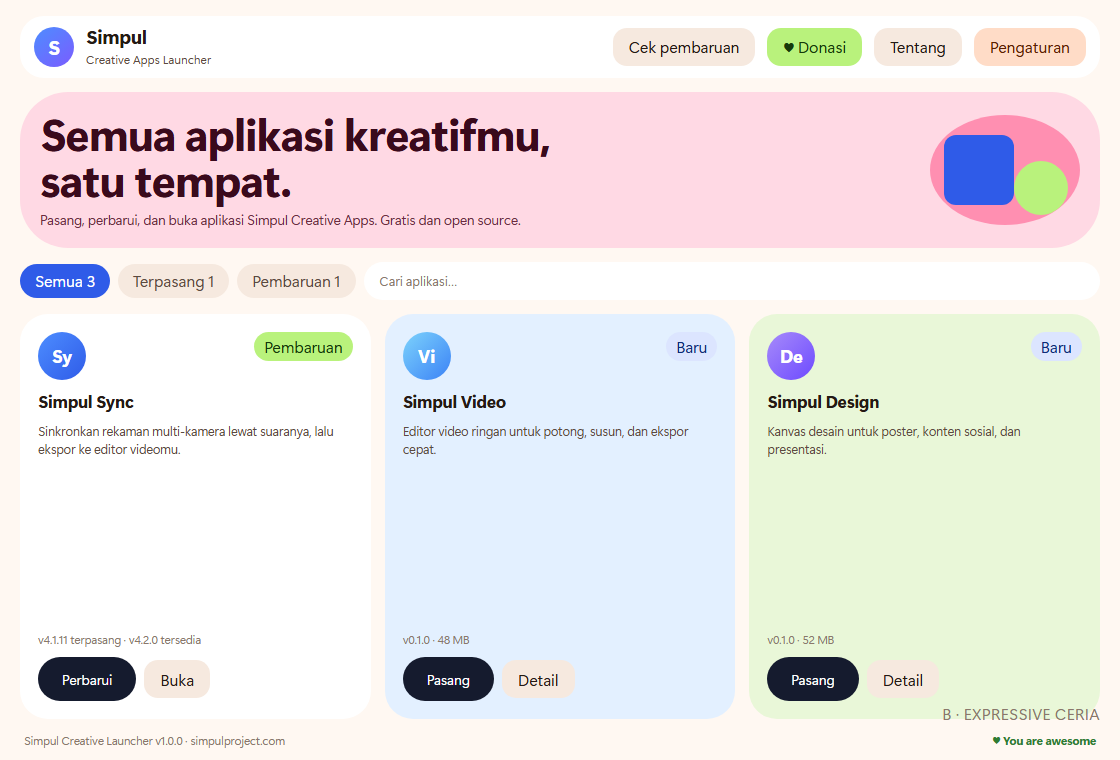 S
Simpul
Creative Apps Launcher
Cek pembaruan
♥ Donasi
Tentang
Pengaturan
Semua aplikasi kreatifmu,
satu tempat.
Pasang, perbarui, dan buka aplikasi Simpul Creative Apps. Gratis dan open source.
Semua 3
Terpasang 1
Pembaruan 1
Cari aplikasi...
Sy
Pembaruan
Simpul Sync
Sinkronkan rekaman multi-kamera lewat suaranya, lalu
ekspor ke editor videomu.
v4.1.11 terpasang · v4.2.0 tersedia
Perbarui
Buka
Vi
Baru
Simpul Video
Editor video ringan untuk potong, susun, dan ekspor
cepat.
v0.1.0 · 48 MB
Pasang
Detail
De
Baru
Simpul Design
Kanvas desain untuk poster, konten sosial, dan
presentasi.
v0.1.0 · 52 MB
Pasang
Detail
B · EXPRESSIVE CERIA
Simpul Creative Launcher v1.0.0 · simpulproject.com
♥ You are awesome